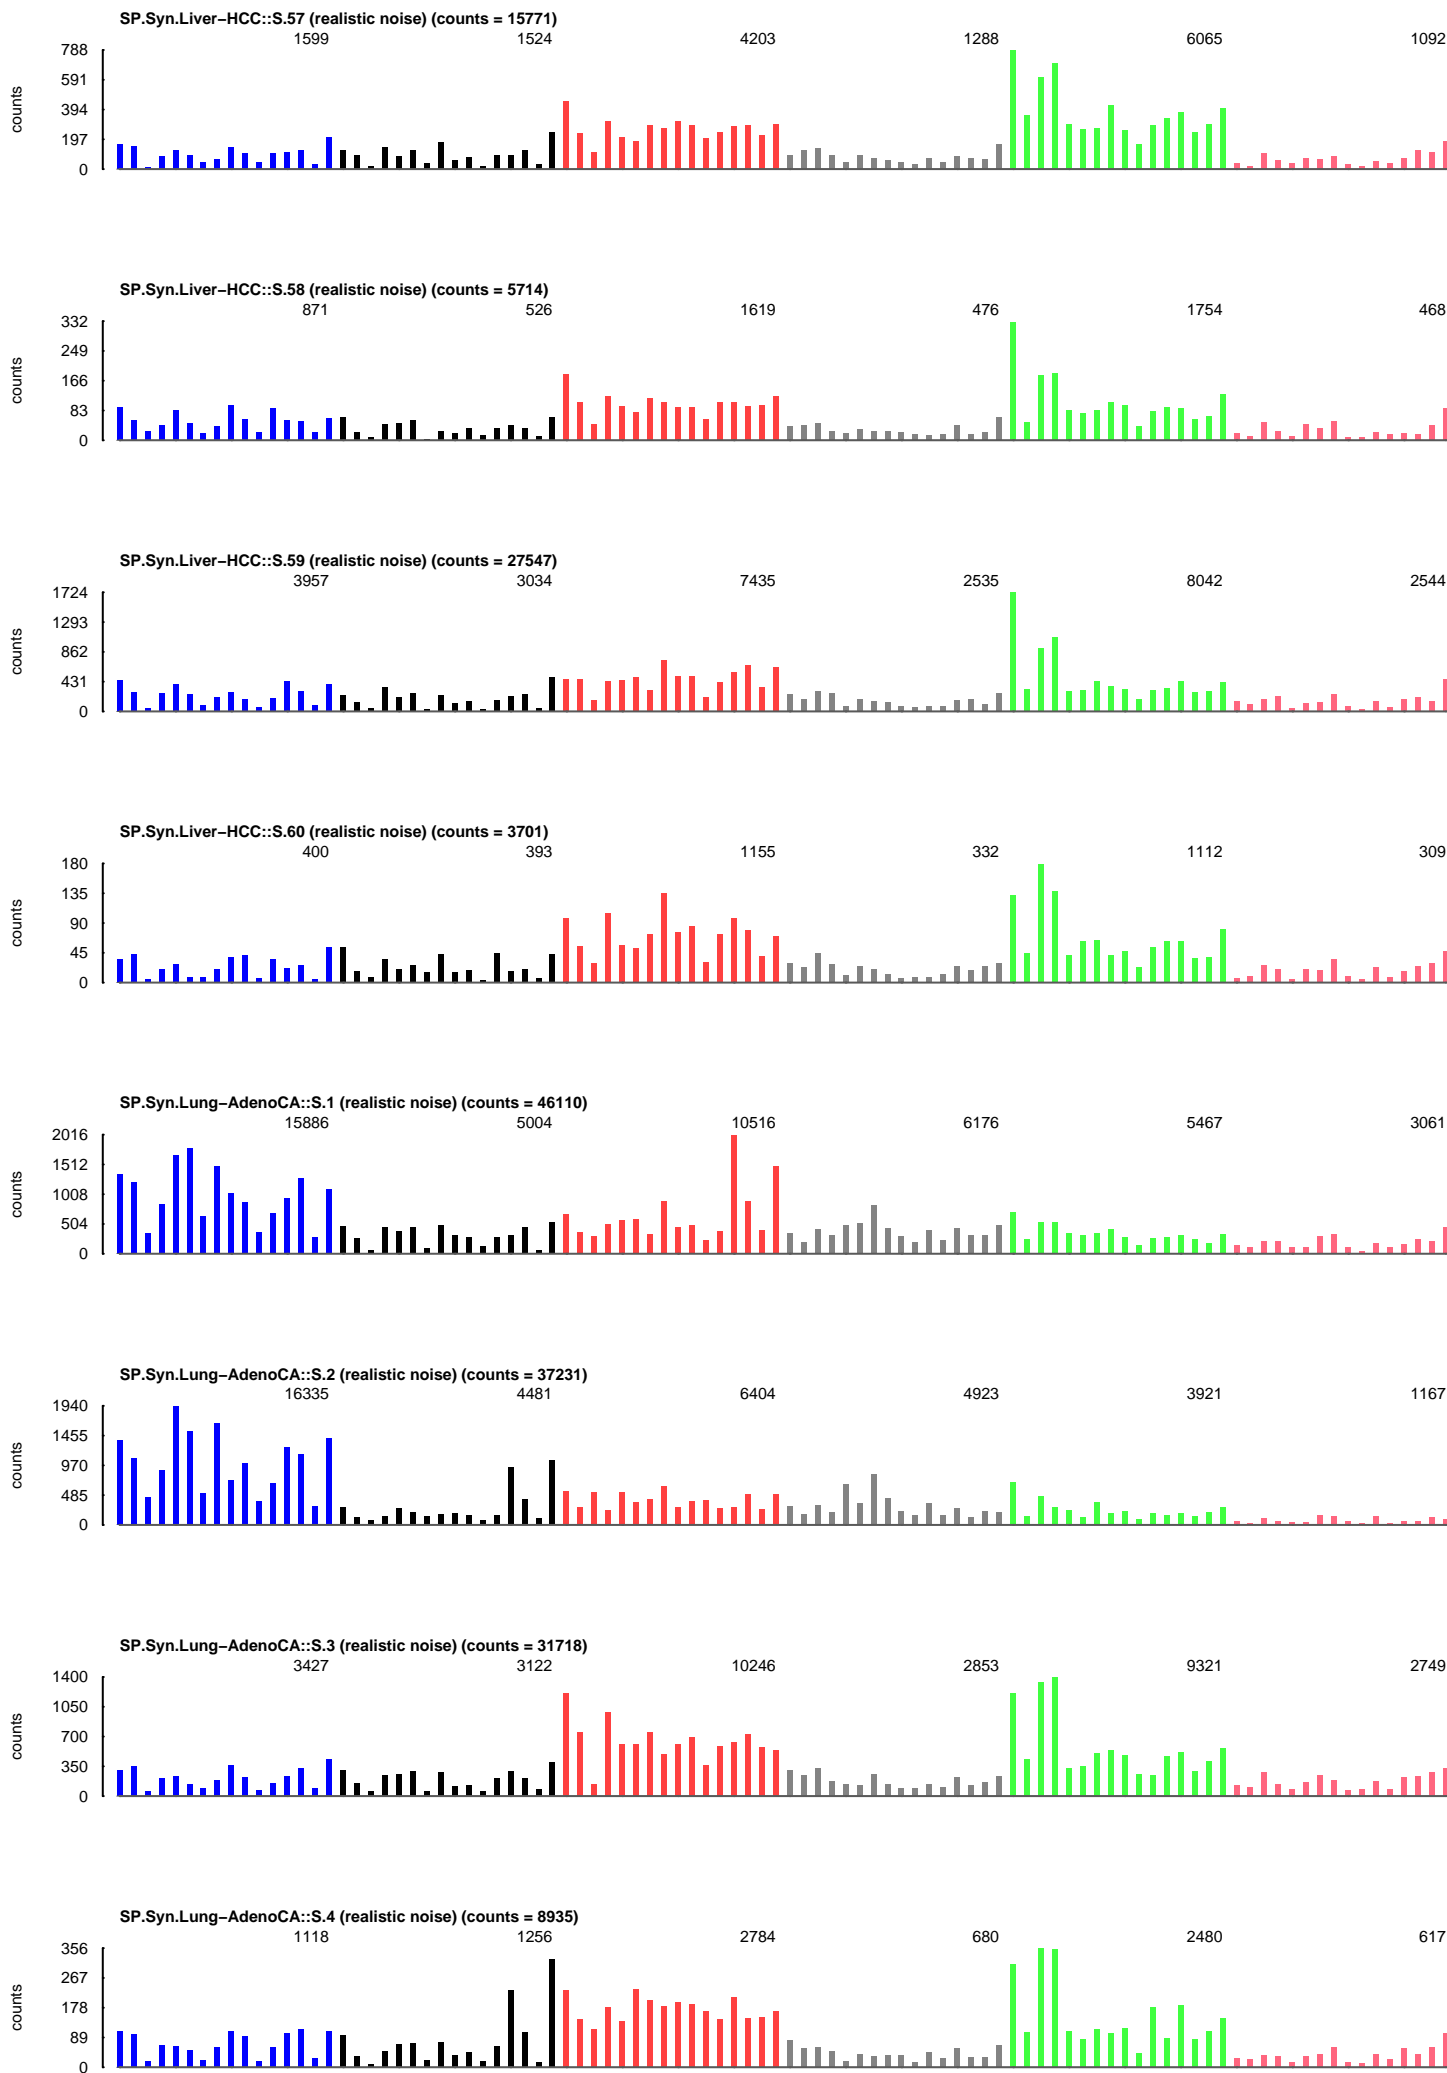 SP.Syn.Liver−HCC::S.57 (realistic noise) (counts = 15771)
1599 1524 4203 1288 6065 1092
788
591
394
197
0
counts
SP.Syn.Liver−HCC::S.58 (realistic noise) (counts = 5714)
871 526 1619 476 1754 468
332
249
166
83
0
counts
SP.Syn.Liver−HCC::S.59 (realistic noise) (counts = 27547)
3957 3034 7435 2535 8042 2544
1724
1293
862
431
0
counts
SP.Syn.Liver−HCC::S.60 (realistic noise) (counts = 3701)
400 393 1155 332 1112 309
180
135
90
45
0
counts
SP.Syn.Lung−AdenoCA::S.1 (realistic noise) (counts = 46110)
15886 5004 10516 6176 5467 3061
2016
1512
1008
504
0
counts
SP.Syn.Lung−AdenoCA::S.2 (realistic noise) (counts = 37231)
16335 4481 6404 4923 3921 1167
1940
1455
970
485
0
counts
SP.Syn.Lung−AdenoCA::S.3 (realistic noise) (counts = 31718)
3427 3122 10246 2853 9321 2749
1400
1050
700
350
0
counts
SP.Syn.Lung−AdenoCA::S.4 (realistic noise) (counts = 8935)
1118 1256 2784 680 2480 617
356
267
178
89
0
counts